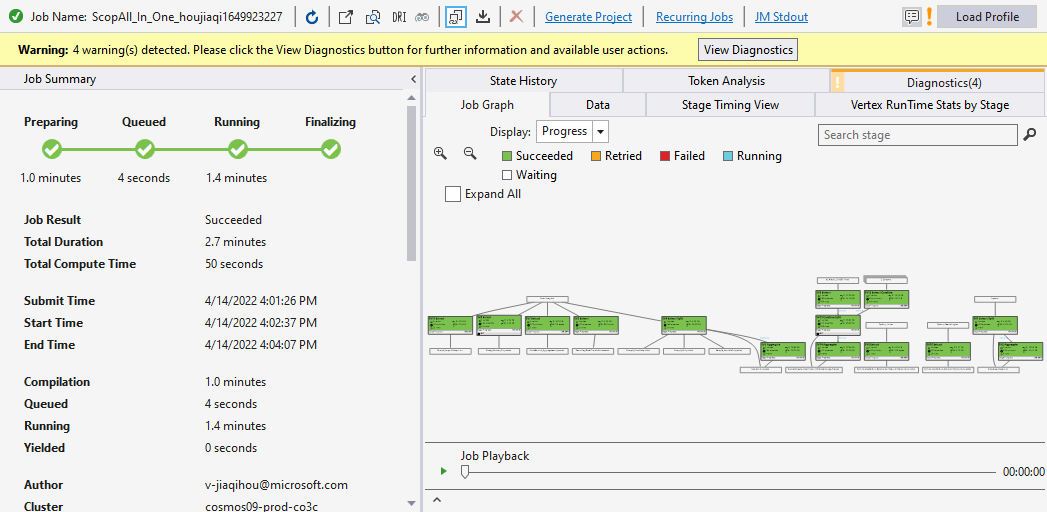 Job Name: ScopAll_In_One_houjiaqi1649923227
DRI
Generate Project
Recurring Jobs
JM Stdout
Load Profile
Warning: 4 warning(s) detected. Please click the View Diagnostics button for further information and available user actions.
View Diagnostics
Job Summary
Preparing Queued Running Finalizing
1.0 minutes 4 seconds 1.4 minutes
Job Result Succeeded
Total Duration 2.7 minutes
Total Compute Time 50 seconds
Submit Time 4/14/2022 4:01:26 PM
Start Time 4/14/2022 4:02:37 PM
End Time 4/14/2022 4:04:07 PM
Compilation 1.0 minutes
Queued 4 seconds
Running 1.4 minutes
Yielded 0 seconds
Author v-jiaqihou@microsoft.com
Cluster cosmos09-prod-co3c
State History Token Analysis Diagnostics(4)
Job Graph Data Stage Timing View Vertex RunTime Stats by Stage
Display: Progress
Search stage
Succeeded Retried Failed Running
Waiting
Expand All
Job Playback
00:00:00